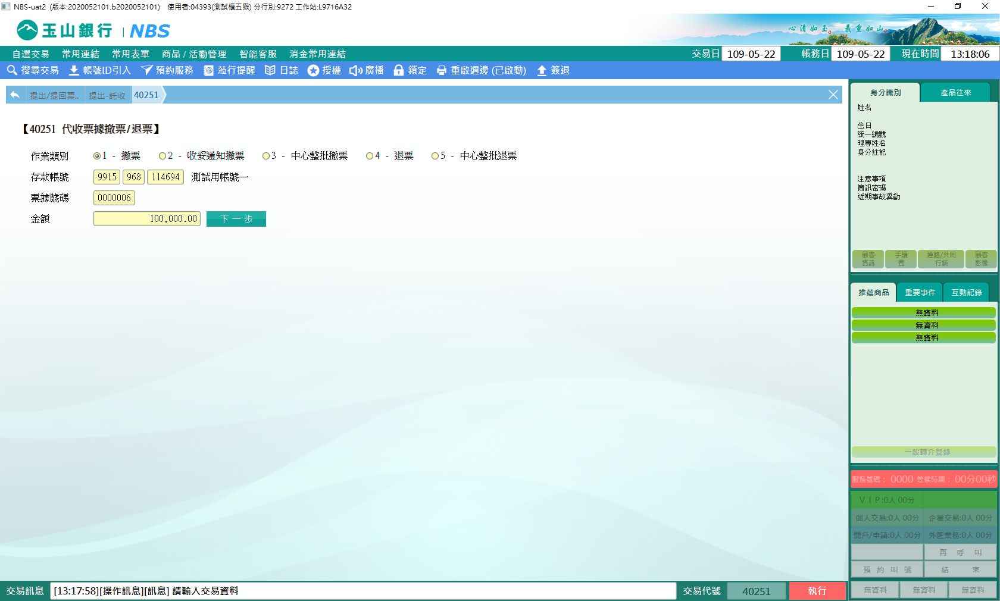 NBS-uat2 (版本:2020052101.b2020052101) 使用者:04393(測試櫃五猴) 分行別:9272 工作站:L9716A32
玉山銀行 | NBS
心清如玉。 義重如山。
自選交易 常用連結 常用表單 商品 / 活動管理 智能客服 消金常用連結 交易日 109-05-22 帳務日 109-05-22 現在時間 13:18:06
搜尋交易 帳號ID引入 預約服務 蒞行提醒 日誌 授權 廣播 鎖定 重啟週邊 (已啟動) 簽退
提出/提回票.. 提出-託收 40251
【40251 代收票據撤票/退票】
作業類別 1 - 撤票 2 - 收妥通知撤票 3 - 中心整批撤票 4 - 退票 5 - 中心整批退票
存款帳號 9915 968 114694 測試用帳號一
票據號碼 0000006
金額 100,000.00 下一步
身分識別 產品往來
姓名
生日
統一編號
理專姓名
身分註記
注意事項
簡訊密碼
近期事故異動
顧客資訊 手續費 通路/共同行銷 顧客影像
推薦商品 重要事件 互動記錄
無資料
無資料
無資料
一般轉介登錄
服務號碼： 0000 等候時間： 00分00秒
ＶＩＰ:0人 00分
個人交易:0人 00分 企業交易:0人 00分
開戶/申請:0人 00分 外匯業務:0人 00分
再 呼 叫
預 約 叫 號 結 束
無資料 無資料 無資料
交易訊息 [13:17:58][操作訊息][訊息] 請輸入交易資料 交易代號 40251 執行